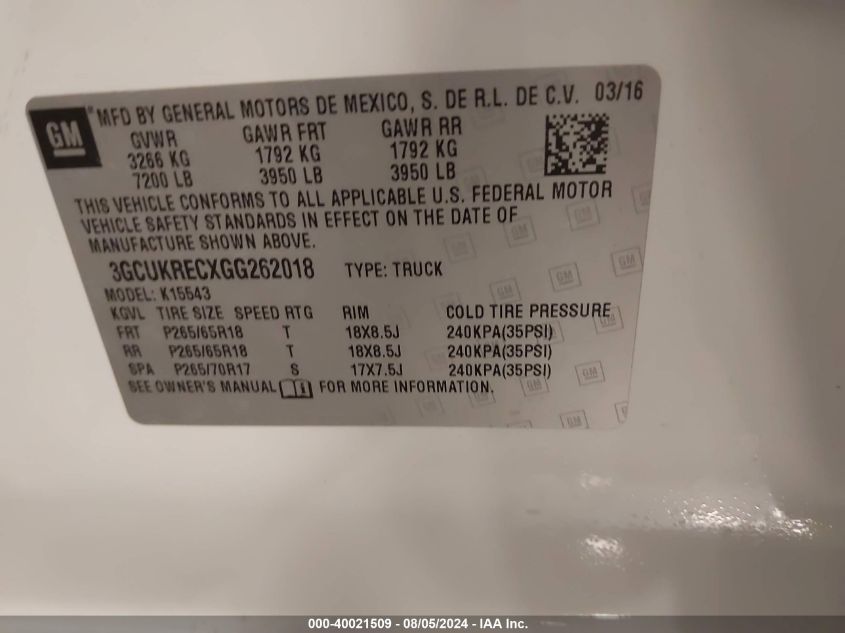 GM ® MFD BY GENERAL MOTORS DE MEXICO, S. DE R.L. DE C.V. 03/16
GVWR GAWR FRT GAWR RR
3266 KG 1792 KG 1792 KG
7200 LB 3950 LB 3950 LB
THIS VEHICLE CONFORMS TO ALL APPLICABLE U.S. FEDERAL MOTOR
VEHICLE SAFETY STANDARDS IN EFFECT ON THE DATE OF
MANUFACTURE SHOWN ABOVE.
3GCUKRECXGG262018 TYPE: TRUCK
MODEL: K15543
KGVL TIRE SIZE SPEED RTG RIM COLD TIRE PRESSURE
FRT P265/65R18 T 18X8.5J 240KPA(35PSI)
RR P265/65R18 T 18X8.5J 240KPA(35PSI)
SPA P265/70R17 S 17X7.5J 240KPA(35PSI)
SEE OWNER'S MANUAL FOR MORE INFORMATION.
000-40021509 - 08/05/2024 - IAA Inc.